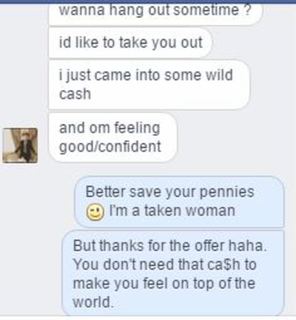 wanna hang out sometime ?
id like to take you out
i just came into some wild
cash
and om feeling
good/confident
Better save your pennies
I'm a taken woman
But thanks for the offer haha.
You don't need that ca$h to
make you feel on top of the
world.